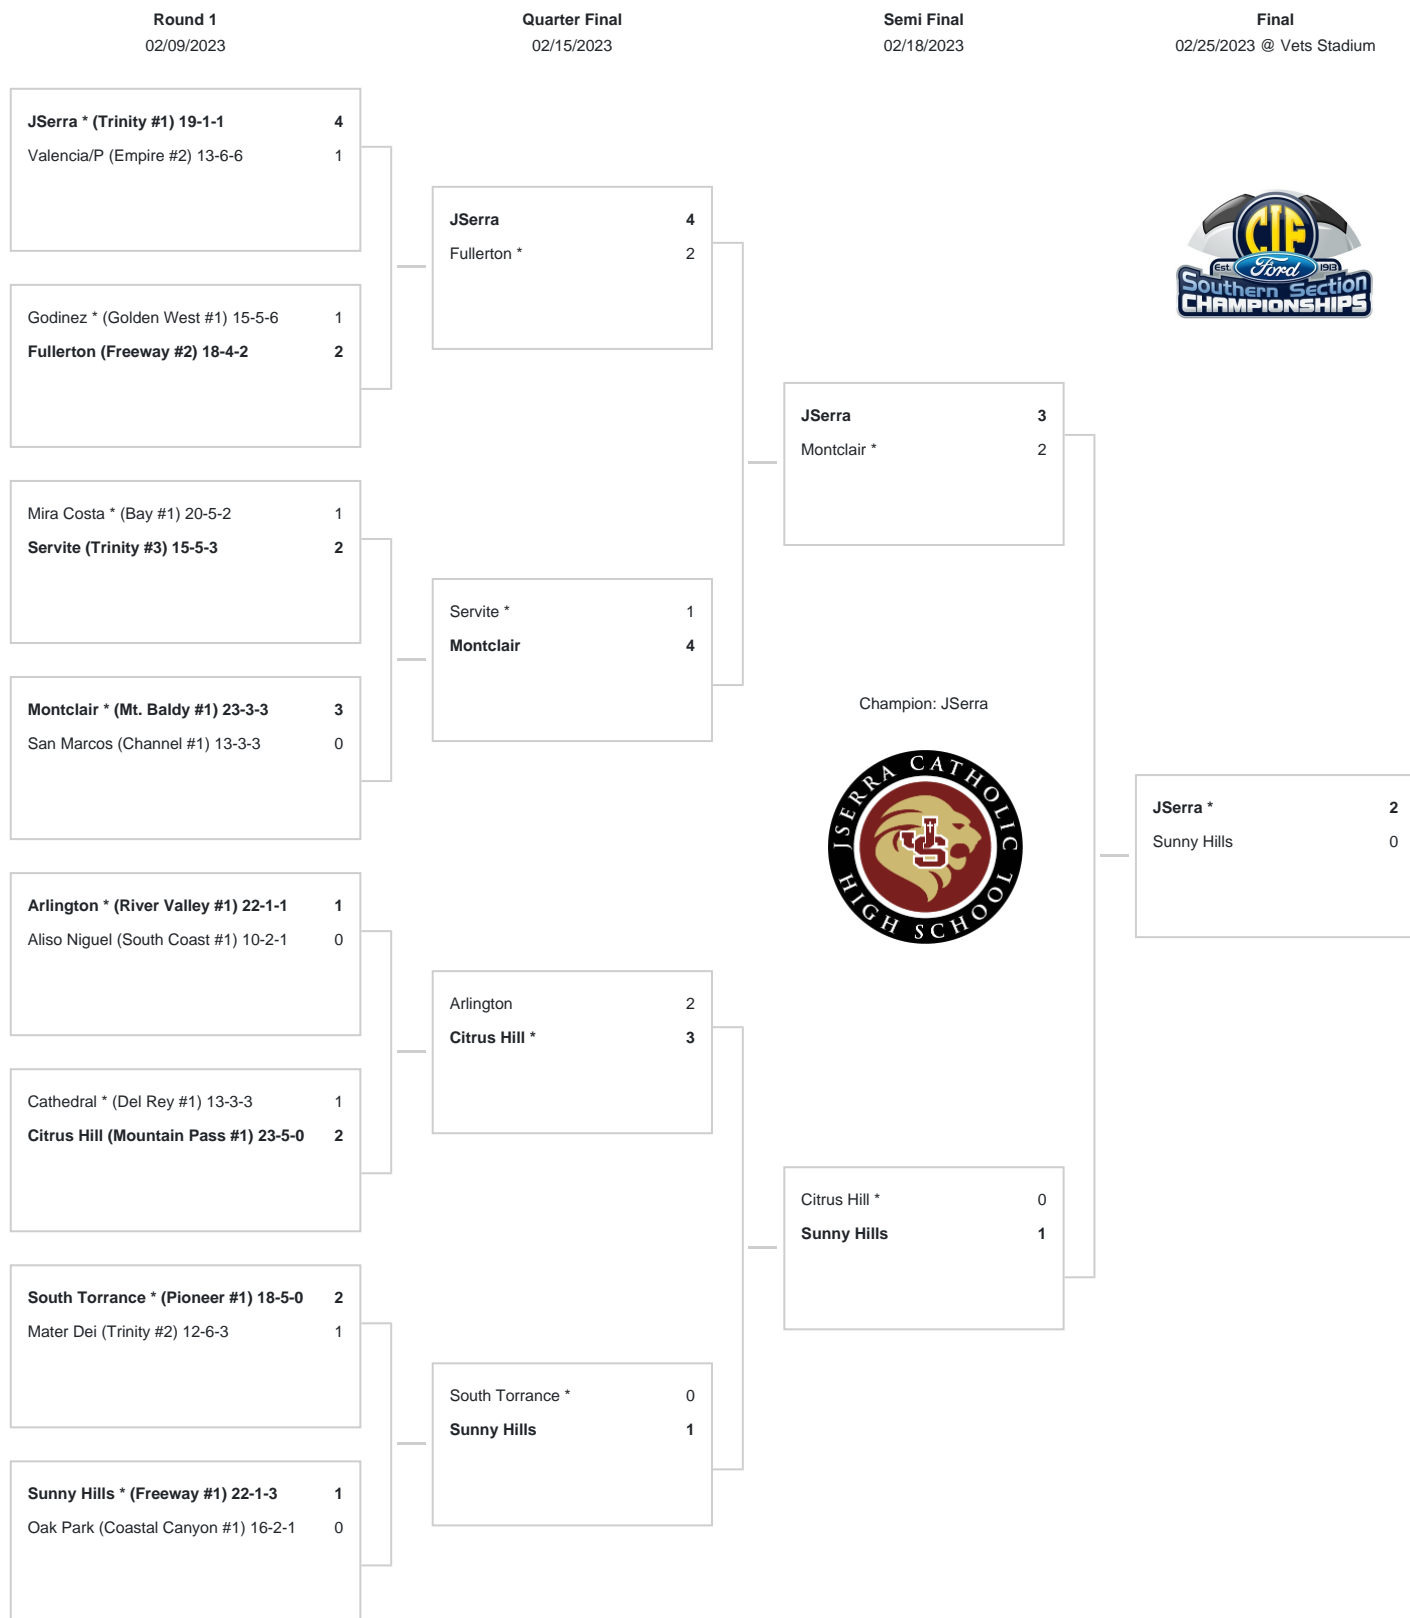 Round 1
02/09/2023
Quarter Final
02/15/2023
Semi Final
02/18/2023
Final
02/25/2023 @ Vets Stadium
JSerra * (Trinity #1) 19-1-1 4
Valencia/P (Empire #2) 13-6-6 1
Godinez * (Golden West #1) 15-5-6 1
Fullerton (Freeway #2) 18-4-2 2
Mira Costa * (Bay #1) 20-5-2 1
Servite (Trinity #3) 15-5-3 2
Montclair * (Mt. Baldy #1) 23-3-3 3
San Marcos (Channel #1) 13-3-3 0
Arlington * (River Valley #1) 22-1-1 1
Aliso Niguel (South Coast #1) 10-2-1 0
Cathedral * (Del Rey #1) 13-3-3 1
Citrus Hill (Mountain Pass #1) 23-5-0 2
South Torrance * (Pioneer #1) 18-5-0 2
Mater Dei (Trinity #2) 12-6-3 1
Sunny Hills * (Freeway #1) 22-1-3 1
Oak Park (Coastal Canyon #1) 16-2-1 0
JSerra 4
Fullerton * 2
Servite * 1
Montclair 4
Arlington 2
Citrus Hill * 3
South Torrance * 0
Sunny Hills 1
JSerra 3
Montclair * 2
Champion: JSerra
JSERRA CATHOLIC
JS
HIGH SCHOOL
Citrus Hill * 0
Sunny Hills 1
CIF
Est. Ford 1913
Southern Section
CHAMPIONSHIPS
JSerra * 2
Sunny Hills 0